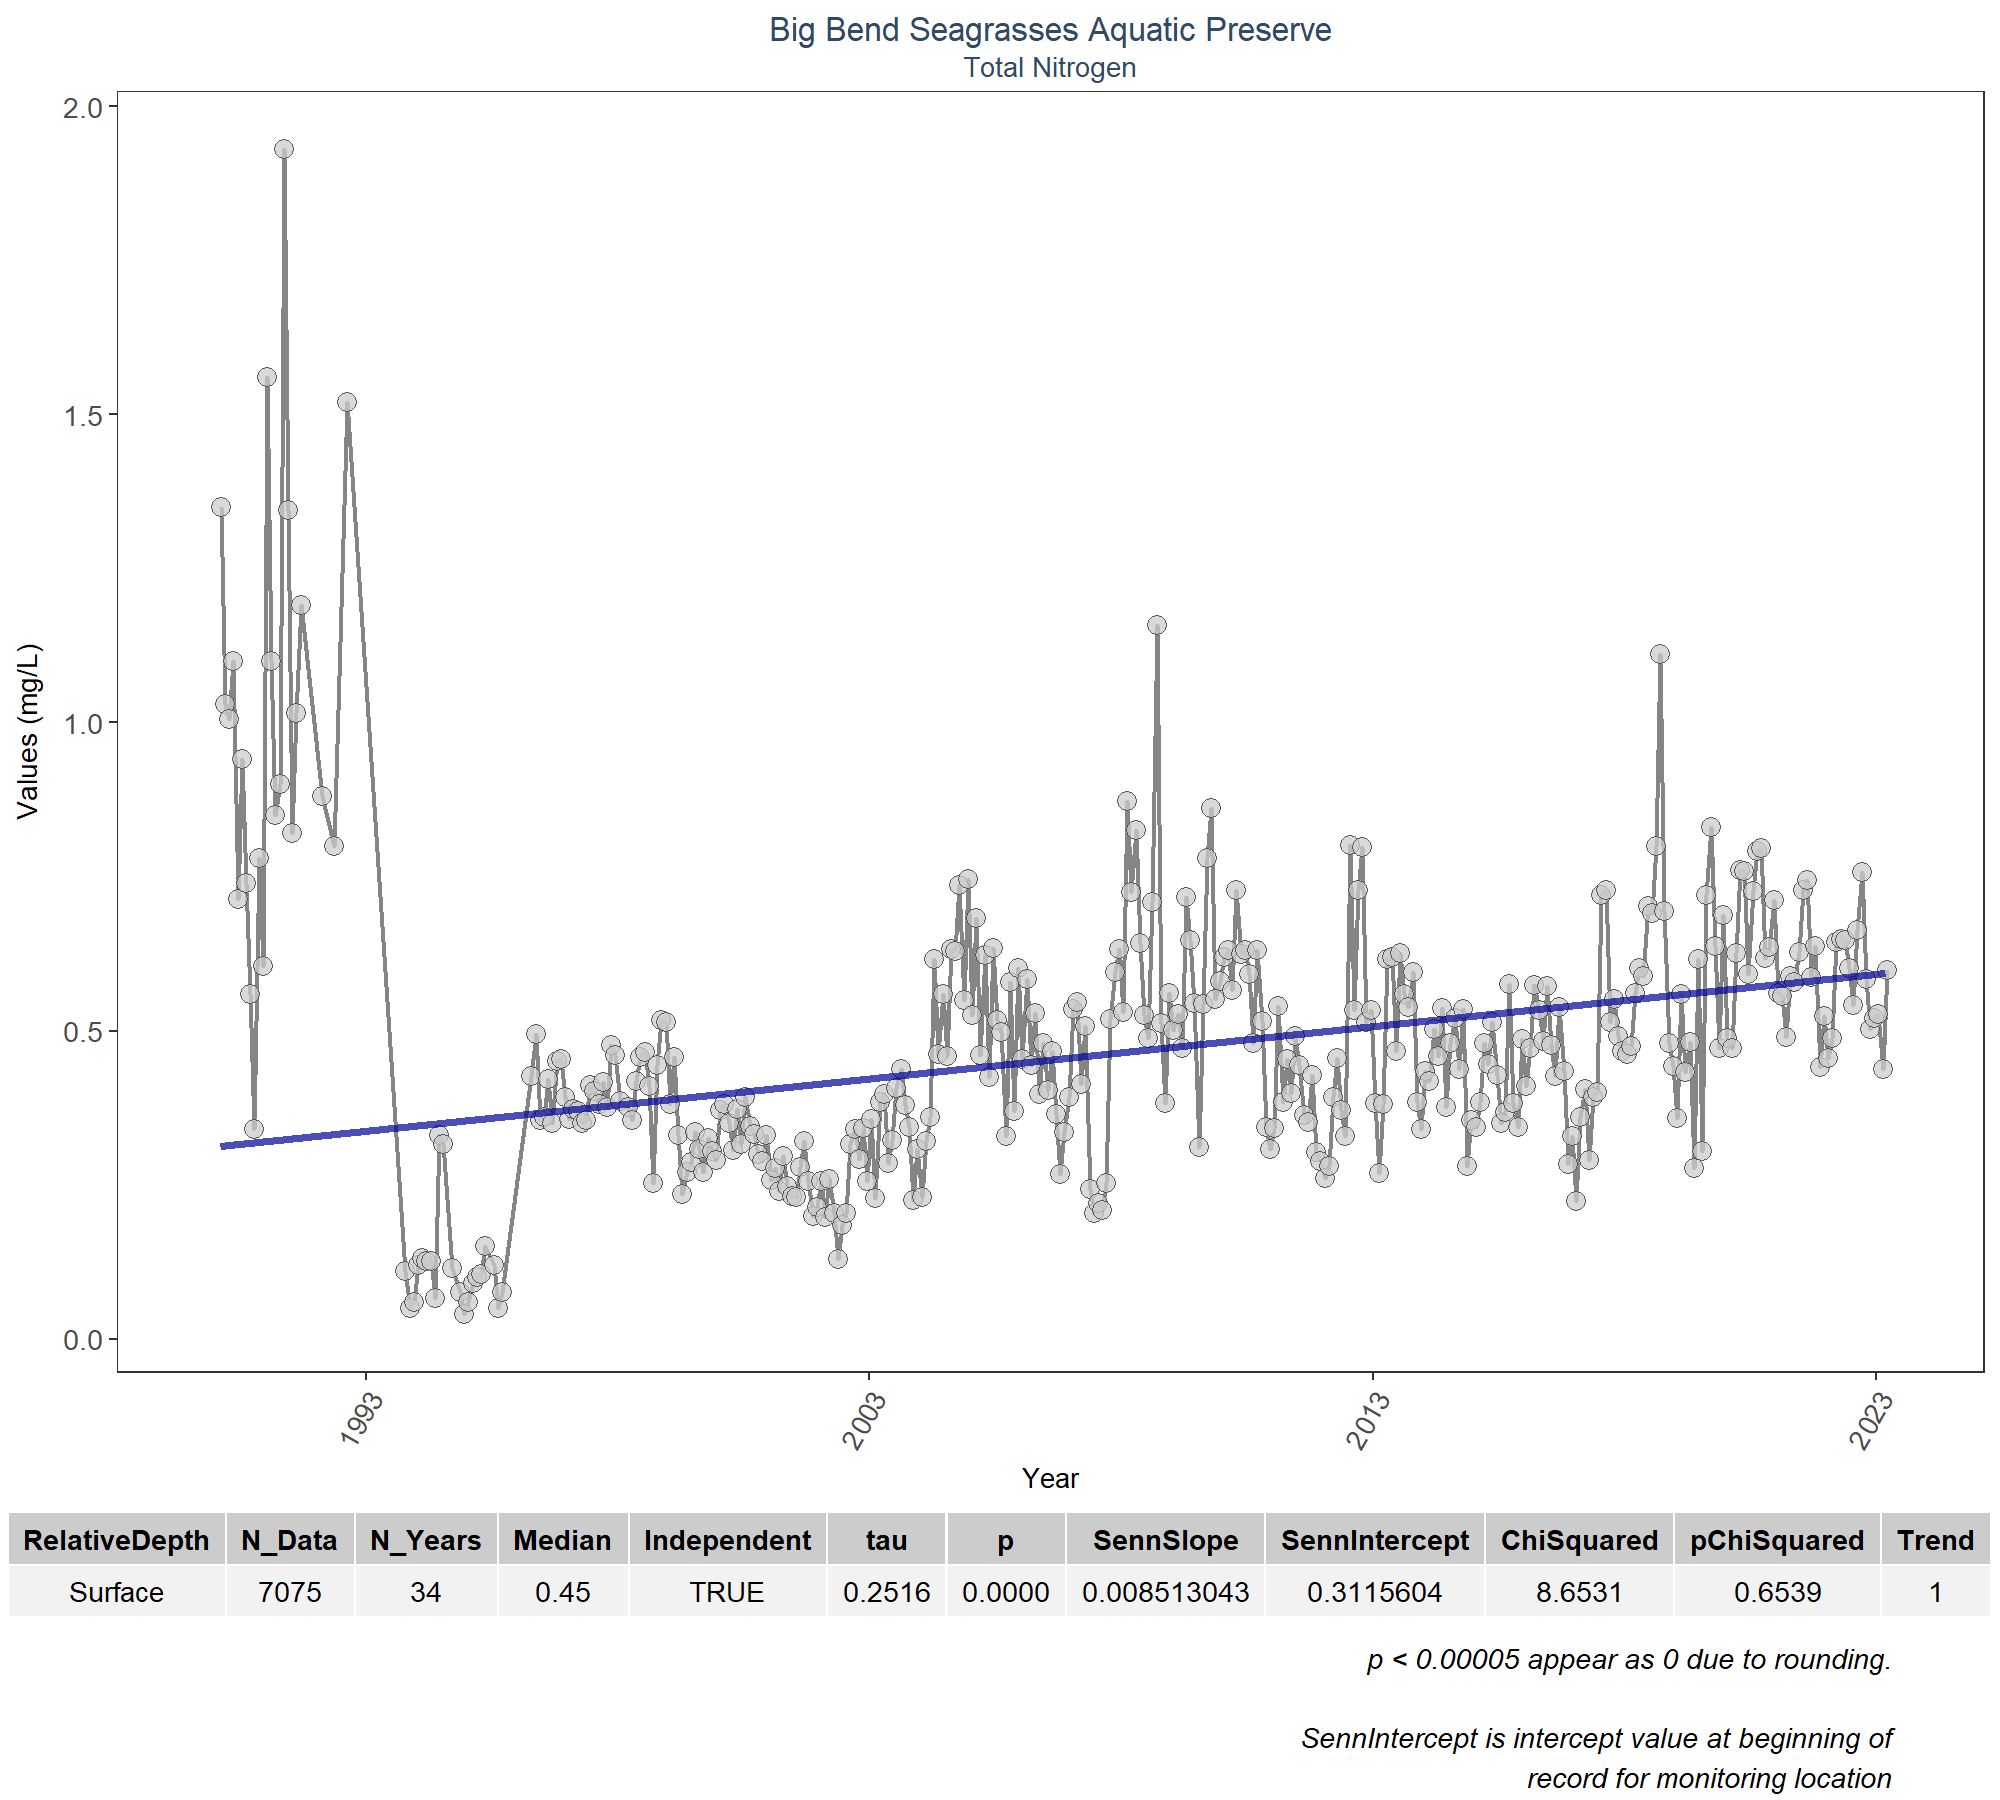 Big Bend Seagrasses Aquatic Preserve
Total Nitrogen
2.0
1.5
1.0
0.5
0.0
Values (mg/L)
1993
2003
2013
2023
Year
RelativeDepth N_Data N_Years Median Independent tau p SennSlope SennIntercept ChiSquared pChiSquared Trend
Surface 7075 34 0.45 TRUE 0.2516 0.0000 0.008513043 0.3115604 8.6531 0.6539 1
p < 0.00005 appear as 0 due to rounding.
SennIntercept is intercept value at beginning of
record for monitoring location